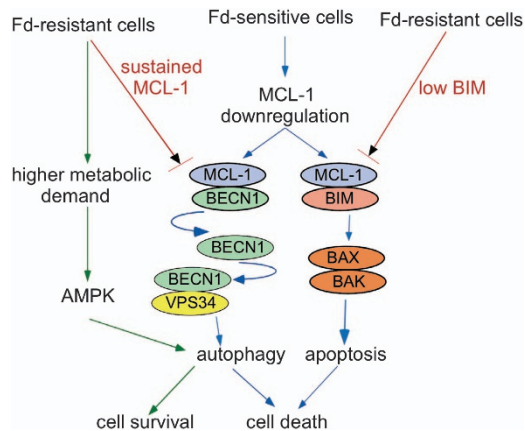 Fd-resistant cells
Fd-sensitive cells
Fd-resistant cells
sustained
MCL-1
low BIM
MCL-1
downregulation
higher metabolic
demand
MCL-1
BECN1
MCL-1
BIM
BECN1
BAX
BAK
BECN1
VPS34
AMPK
autophagy
apoptosis
cell survival
cell death